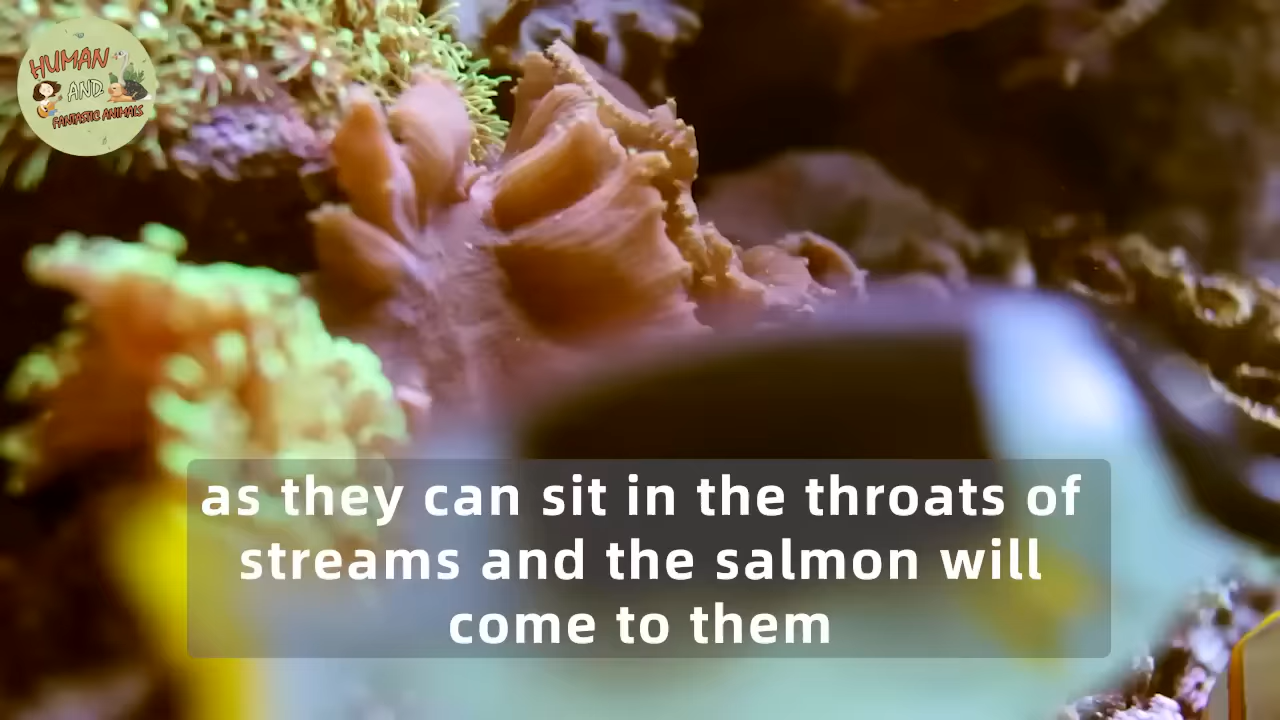 HUMAN
AND
FANTASTIC ANIMALS
as they can sit in the throats of
streams and the salmon will
come to them